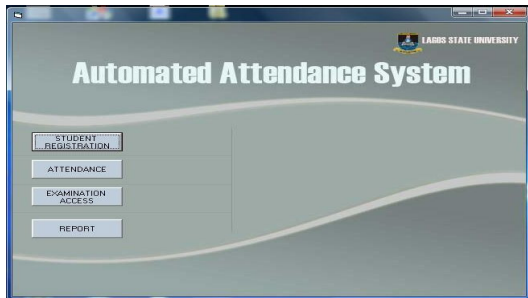 LAGOS STATE UNIVERSITY
Automated Attendance System
STUDENT
REGISTRATION
ATTENDANCE
EXAMINATION
ACCESS
REPORT